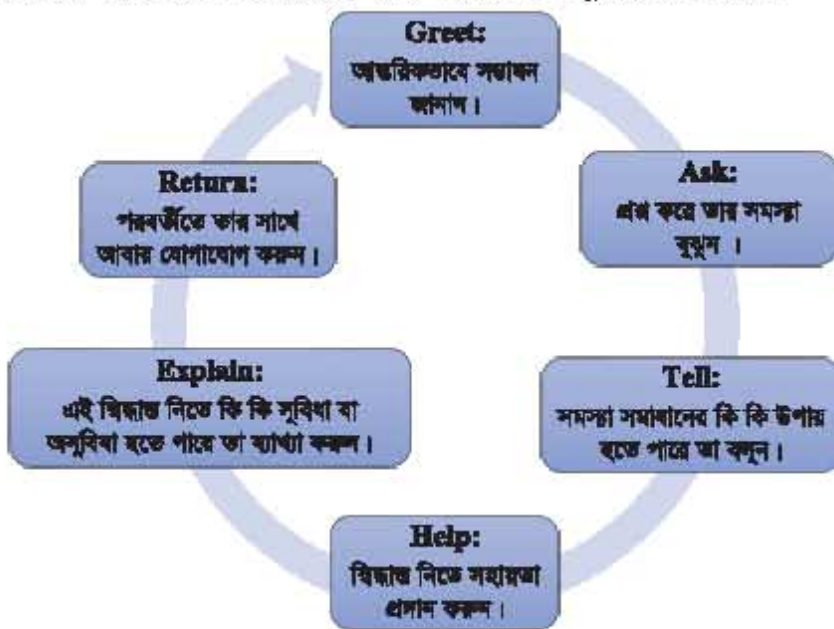 Greet:
আন্তরিকভাবে সম্ভাষন
জানান।
Ask:
প্রশ্ন করে তার সমস্যা
বুঝুন ।
Tell:
সমস্যা সমাধানের কি কি উপায়
হতে পারে তা বলুন।
Help:
স্বিদ্ধান্ত নিতে সহায়তা
প্রদান করুন।
Explain:
এই স্বিদ্ধান্ত নিতে কি কি সুবিধা বা
অসুবিধা হতে পারে তা ব্যাখ্যা করুন।
Return:
পরবর্তীতে তার সাথে
আবার যোগাযোগ করুন।